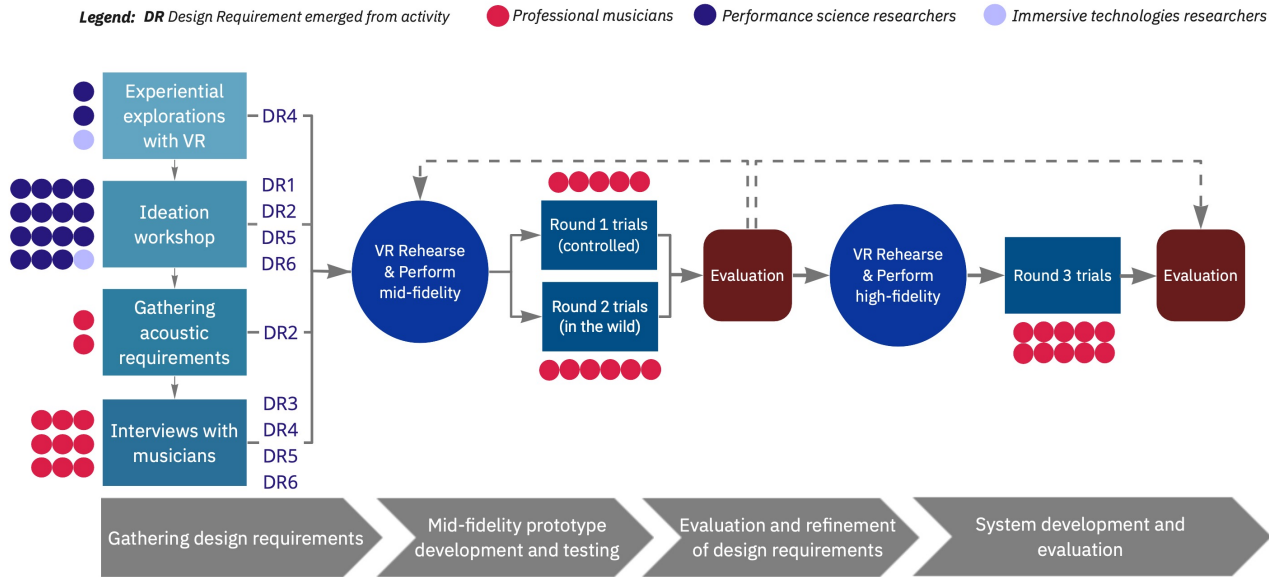 Legend: DR Design Requirement emerged from activity
Professional musicians
Performance science researchers
Immersive technologies researchers
Experiential
explorations
with VR
DR4
Ideation
workshop
DR1
DR2
DR5
DR6
Gathering
acoustic
requirements
DR2
Interviews with
musicians
DR3
DR4
DR5
DR6
VR Rehearse
& Perform
mid-fidelity
Round 1 trials
(controlled)
Round 2 trials
(in the wild)
Evaluation
VR Rehearse
& Perform
high-fidelity
Round 3 trials
Evaluation
Gathering design requirements
Mid-fidelity prototype
development and testing
Evaluation and refinement
of design requirements
System development and
evaluation